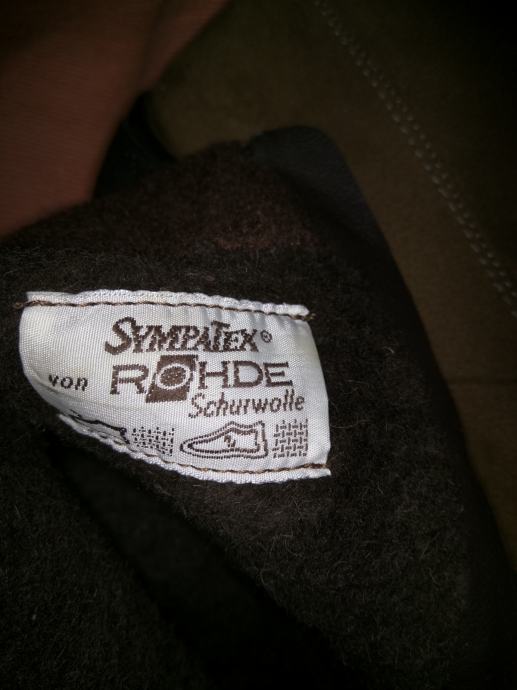 SYMPATEX®
von ROHDE
Schurwolle